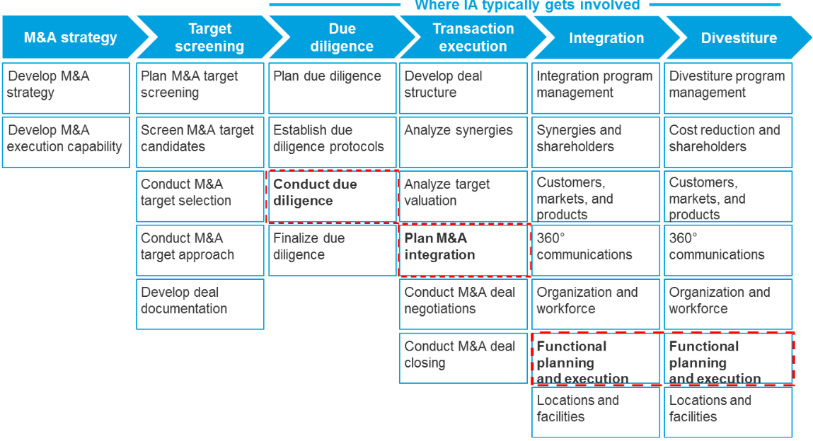 Where IA typically gets involved
M&A strategy
Target
screening
Due
diligence
Transaction
execution
Integration
Divestiture
Develop M&A
strategy
Develop M&A
execution capability
Plan M&A target
screening
Screen M&A target
candidates
Conduct M&A
target selection
Conduct M&A
target approach
Develop deal
documentation
Plan due diligence
Establish due
diligence protocols
Conduct due
diligence
Finalize due
diligence
Develop deal
structure
Analyze synergies
Analyze target
valuation
Plan M&A
integration
Conduct M&A deal
negotiations
Conduct M&A deal
closing
Integration program
management
Synergies and
shareholders
Customers,
markets, and
products
360°
communications
Organization and
workforce
Functional
planning
and execution
Locations and
facilities
Divestiture program
management
Cost reduction and
shareholders
Customers,
markets, and
products
360°
communications
Organization and
workforce
Functional
planning
and execution
Locations and
facilities